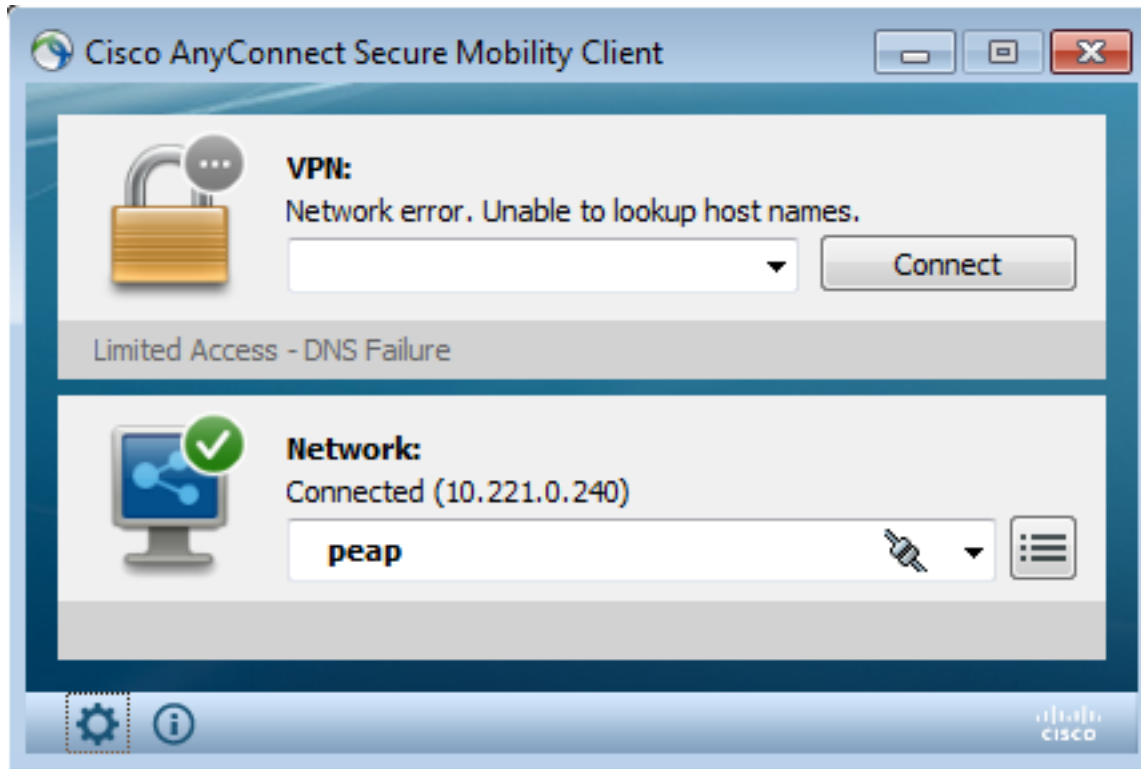 Cisco AnyConnect Secure Mobility Client
VPN:
Network error. Unable to lookup host names.
Connect
Limited Access - DNS Failure
Network:
Connected (10.221.0.240)
peap
CISCO